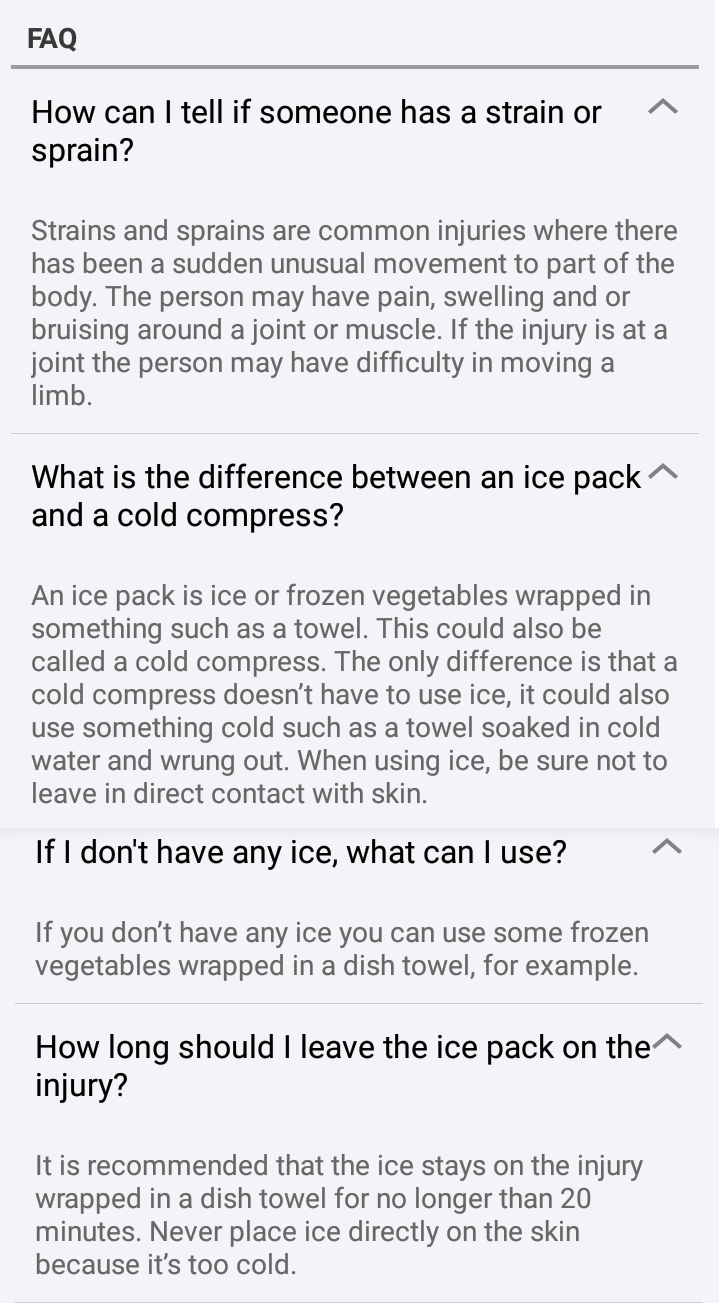 FAQ
How can I tell if someone has a strain or
sprain?
Strains and sprains are common injuries where there
has been a sudden unusual movement to part of the
body. The person may have pain, swelling and or
bruising around a joint or muscle. If the injury is at a
joint the person may have difficulty in moving a
limb.
What is the difference between an ice pack
and a cold compress?
An ice pack is ice or frozen vegetables wrapped in
something such as a towel. This could also be
called a cold compress. The only difference is that a
cold compress doesn’t have to use ice, it could also
use something cold such as a towel soaked in cold
water and wrung out. When using ice, be sure not to
leave in direct contact with skin.
If I don't have any ice, what can I use?
If you don’t have any ice you can use some frozen
vegetables wrapped in a dish towel, for example.
How long should I leave the ice pack on the
injury?
It is recommended that the ice stays on the injury
wrapped in a dish towel for no longer than 20
minutes. Never place ice directly on the skin
because it’s too cold.